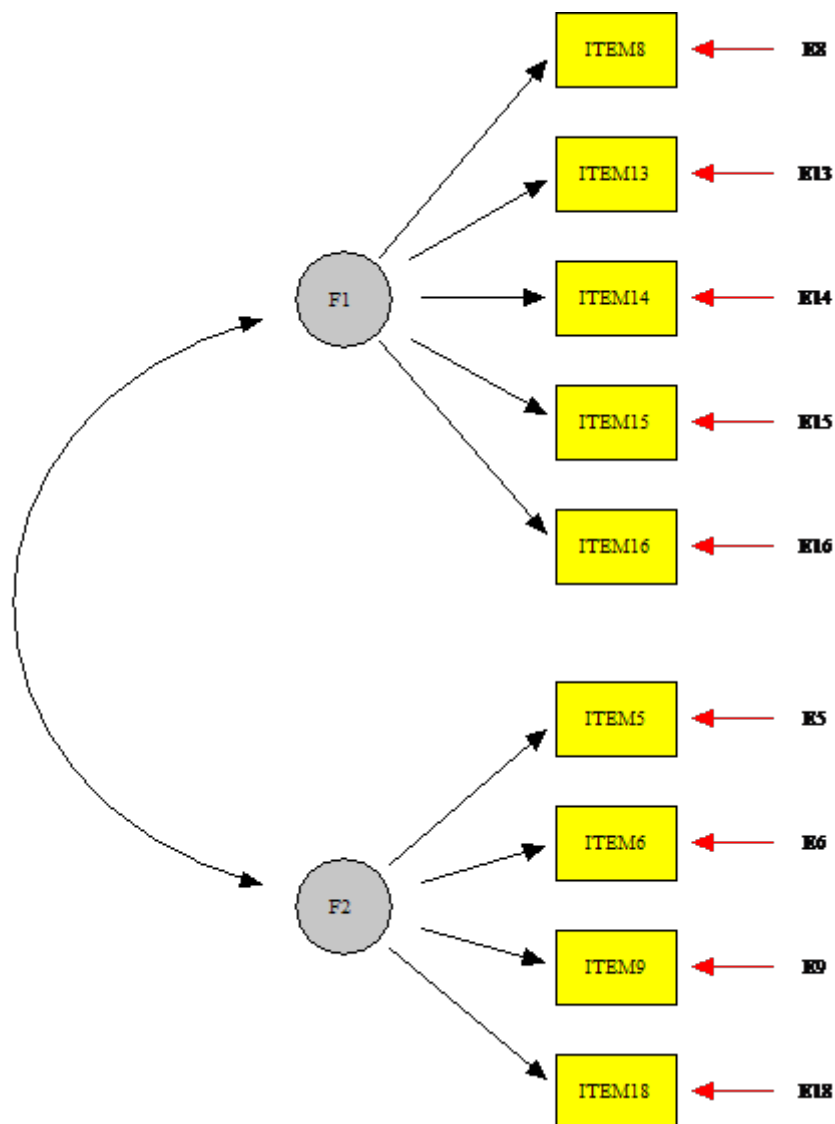 ITEM8 E8
ITEM13 E13
ITEM14 E14
F1
ITEM15 E15
ITEM16 E16
ITEM5 E5
ITEM6 E6
F2
ITEM9 E9
ITEM18 E18